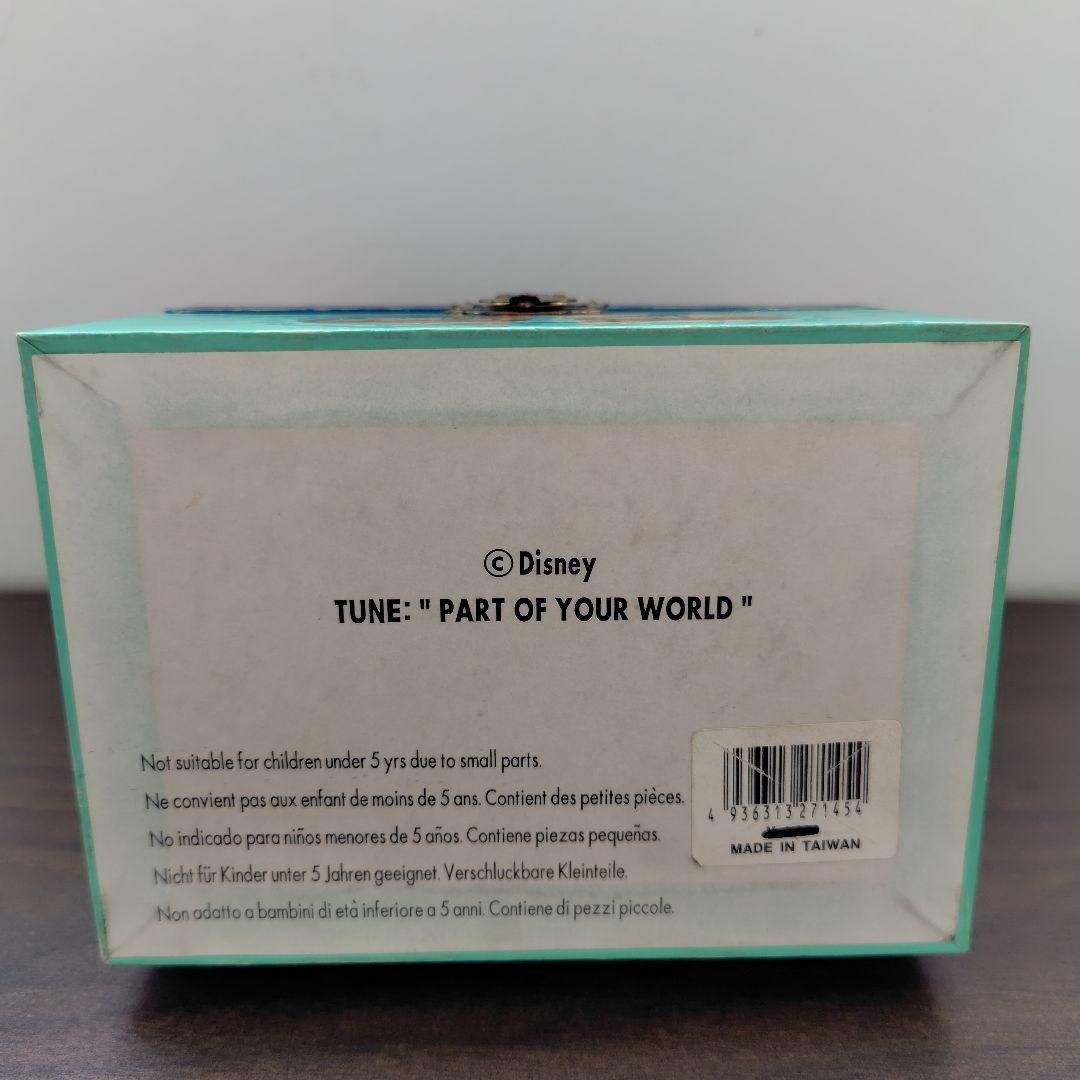 © Disney
TUNE: " PART OF YOUR WORLD "
Not suitable for children under 5 yrs due to small parts.
Ne convient pas aux enfant de moins de 5 ans. Contient des petites pièces.
No indicado para niños menores de 5 años. Contiene piezas pequeñas.
Nicht für Kinder unter 5 Jahren geeignet. Verschluckbare Kleinteile.
Non adatto a bambini di età inferiore a 5 anni. Contiene di pezzi piccole.
4 936313 271454
MADE IN TAIWAN